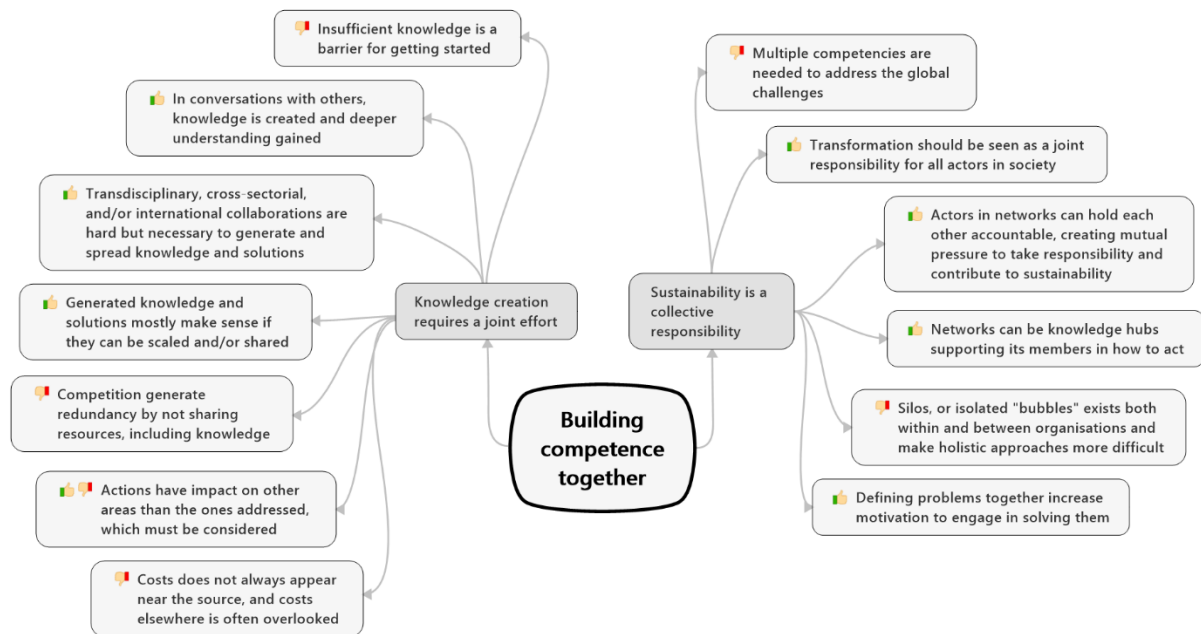 Insufficient knowledge is a
barrier for getting started
In conversations with others,
knowledge is created and deeper
understanding gained
Transdisciplinary, cross-sectorial,
and/or international collaborations are
hard but necessary to generate and
spread knowledge and solutions
Generated knowledge and
solutions mostly make sense if
they can be scaled and/or shared
Competition generate
redundancy by not sharing
resources, including knowledge
Actions have impact on other
areas than the ones addressed,
which must be considered
Costs does not always appear
near the source, and costs
elsewhere is often overlooked
Knowledge creation
requires a joint effort
Building
competence
together
Sustainability is a
collective
responsibility
Multiple competencies are
needed to address the global
challenges
Transformation should be seen as a joint
responsibility for all actors in society
Actors in networks can hold each
other accountable, creating mutual
pressure to take responsibility and
contribute to sustainability
Networks can be knowledge hubs
supporting its members in how to act
Silos, or isolated "bubbles" exists both
within and between organisations and
make holistic approaches more difficult
Defining problems together increase
motivation to engage in solving them